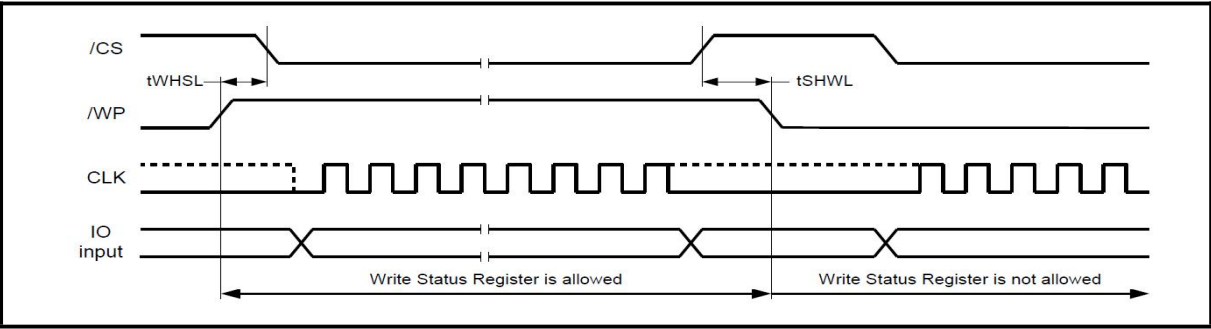 /CS
tWHSL
tSHWL
/WP
CLK
IO
input
Write Status Register is allowed
Write Status Register is not allowed